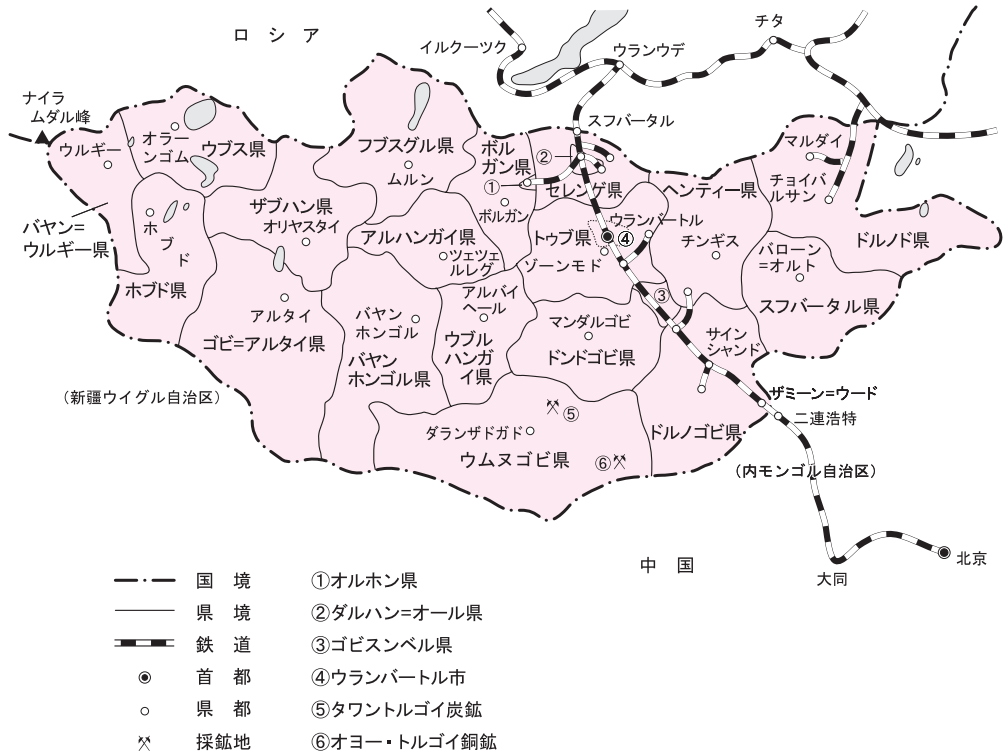 ロシア
イルクーツク
ウランウデ
チタ
ナイラ
ムダル峰
ウルギー
オラー
ンゴム
ウブス県
フブスグル県
ムルン
ボル
ガン県
ボルガン
スフバータル
②
①
セレンゲ県
ヘンティー県
マルダイ
チョイバ
ルサン
ドルノド県
バヤン=
ウルギー県
ホブド
ホブド県
ザブハン県
オリヤスタイ
アルハンガイ県
ツェツェ
ルレグ
トゥブ県
ウランバートル
④
ゾーンモド
チンギス
バローン
=オルト
スフバータル県
アルタイ
ゴビ=アルタイ県
バヤン
ホンゴル
バヤン
ホンゴル県
アルバイ
ヘール
ウブル
ハンガ
イ県
マンダルゴビ
ドンドゴビ県
③
サイン
シャンド
ザミーン=ウード
二連浩特
(新疆ウイグル自治区)
⑤
ダランザドガド
ウムヌゴビ県
⑥
ドルノゴビ県
(内モンゴル自治区)
中国
北京
大同
国境
県境
鉄道
首都
県都
採鉱地
①オルホン県
②ダルハン=オール県
③ゴビスンベル県
④ウランバートル市
⑤タワントルゴイ炭鉱
⑥オヨー・トルゴイ銅鉱